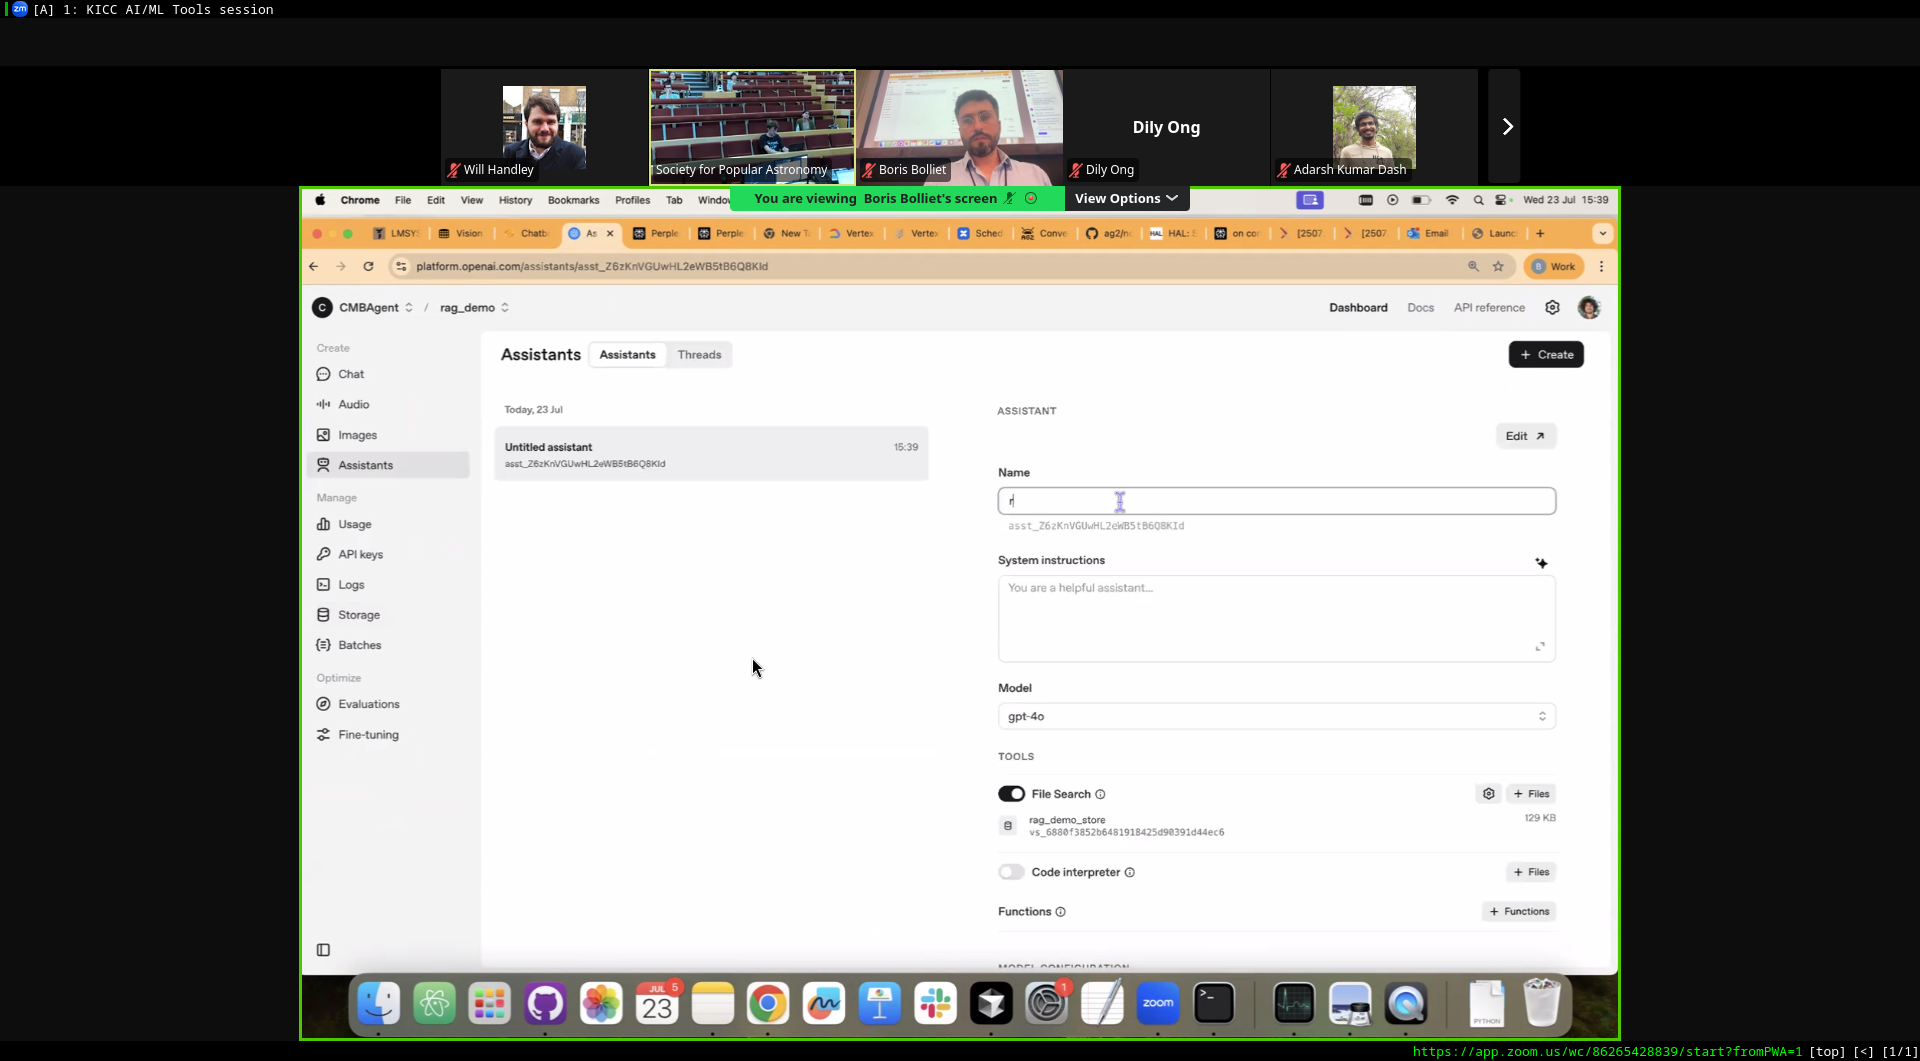 [A] 1: KICC AI/ML Tools session
Will Handley
Society for Popular Astronomy
Boris Bolliet
Dily Ong
Dily Ong
Adarsh Kumar Dash
You are viewing Boris Bolliet's screen
View Options
Chrome File Edit View History Bookmarks Profiles Tab Window
Wed 23 Jul 15:39
LMSYS Vision Chatb As Perple Perple New T Vertex Vertex Sched Conve ag2/no HAL: S on cor [2507 [2507 Email Launc
platform.openai.com/assistants/asst_Z6zKnVGUwHL2eWB5tB6Q8KId
B Work
C CMBAgent / rag_demo
Dashboard Docs API reference
Create
Chat
Audio
Images
Assistants
Manage
Usage
API keys
Logs
Storage
Batches
Optimize
Evaluations
Fine-tuning
Assistants Assistants Threads
+ Create
Today, 23 Jul
Untitled assistant 15:39
asst_Z6zKnVGUwHL2eWB5tB6Q8KId
ASSISTANT
Edit
Name
r
asst_Z6zKnVGUwHL2eWB5tB6Q8KId
System instructions
You are a helpful assistant...
Model
gpt-4o
TOOLS
File Search + Files
rag_demo_store 129 KB
vs_6880f3852b6481918425d90391d44ec6
Code interpreter + Files
Functions + Functions
MODEL CONFIGURATION
JUL 5
23
1
zoom
PYTHON
https://app.zoom.us/wc/86265428839/start?fromPWA=1 [top] [<] [1/1]